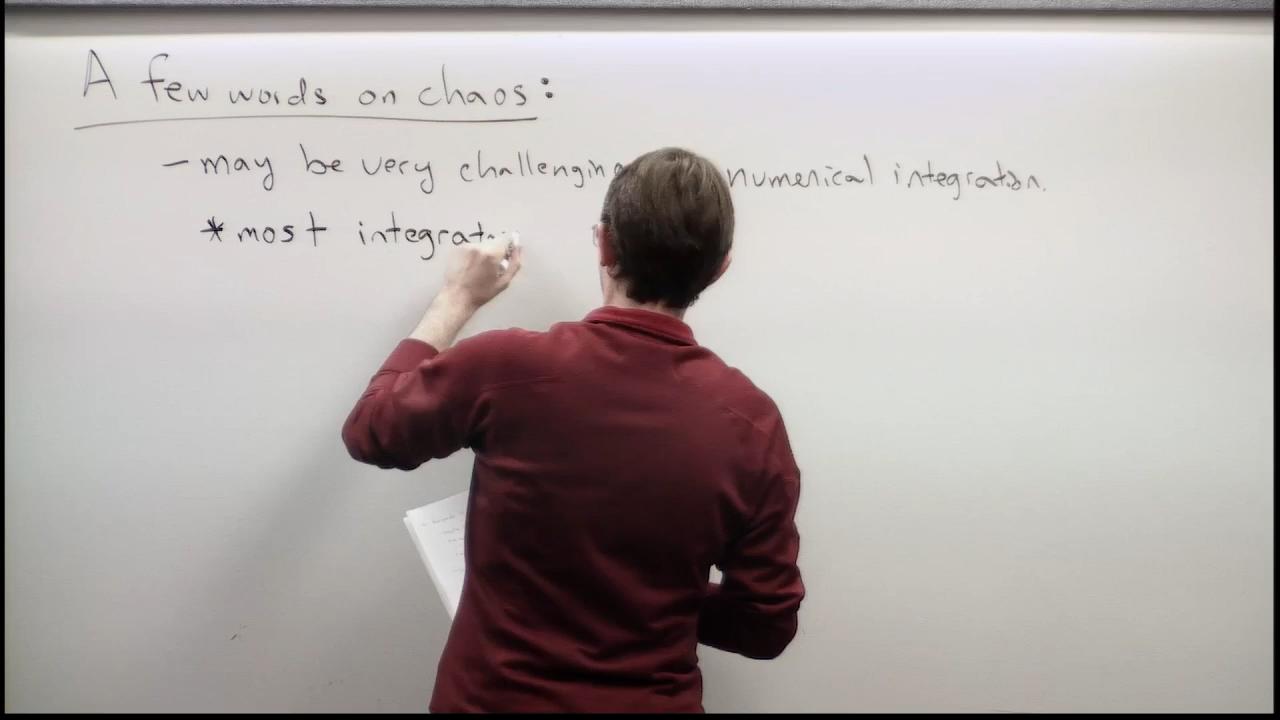 A few words on chaos:
- may be very challenging numerical integration.
* most integrat